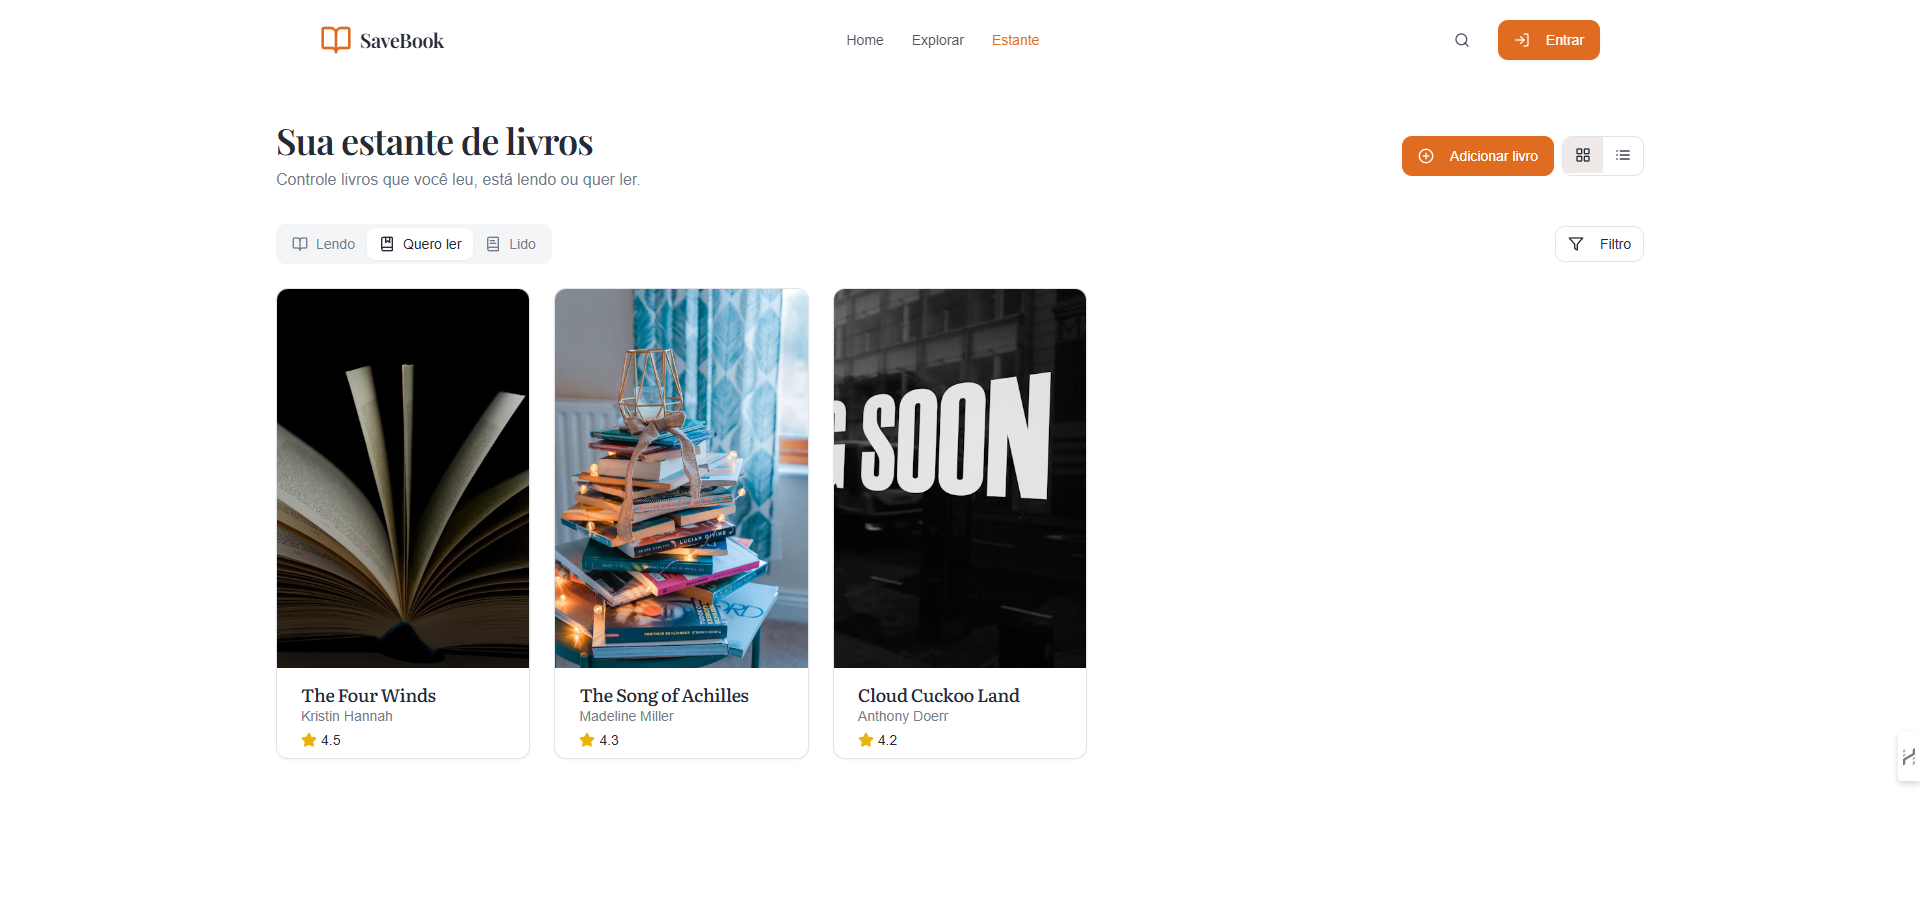 SaveBook
Home
Explorar
Estante
Entrar
Sua estante de livros
Controle livros que você leu, está lendo ou quer ler.
Adicionar livro
Lendo
Quero ler
Lido
Filtro
LUCIAN DIVINE
G SOON
The Four Winds
Kristin Hannah
4.5
The Song of Achilles
Madeline Miller
4.3
Cloud Cuckoo Land
Anthony Doerr
4.2